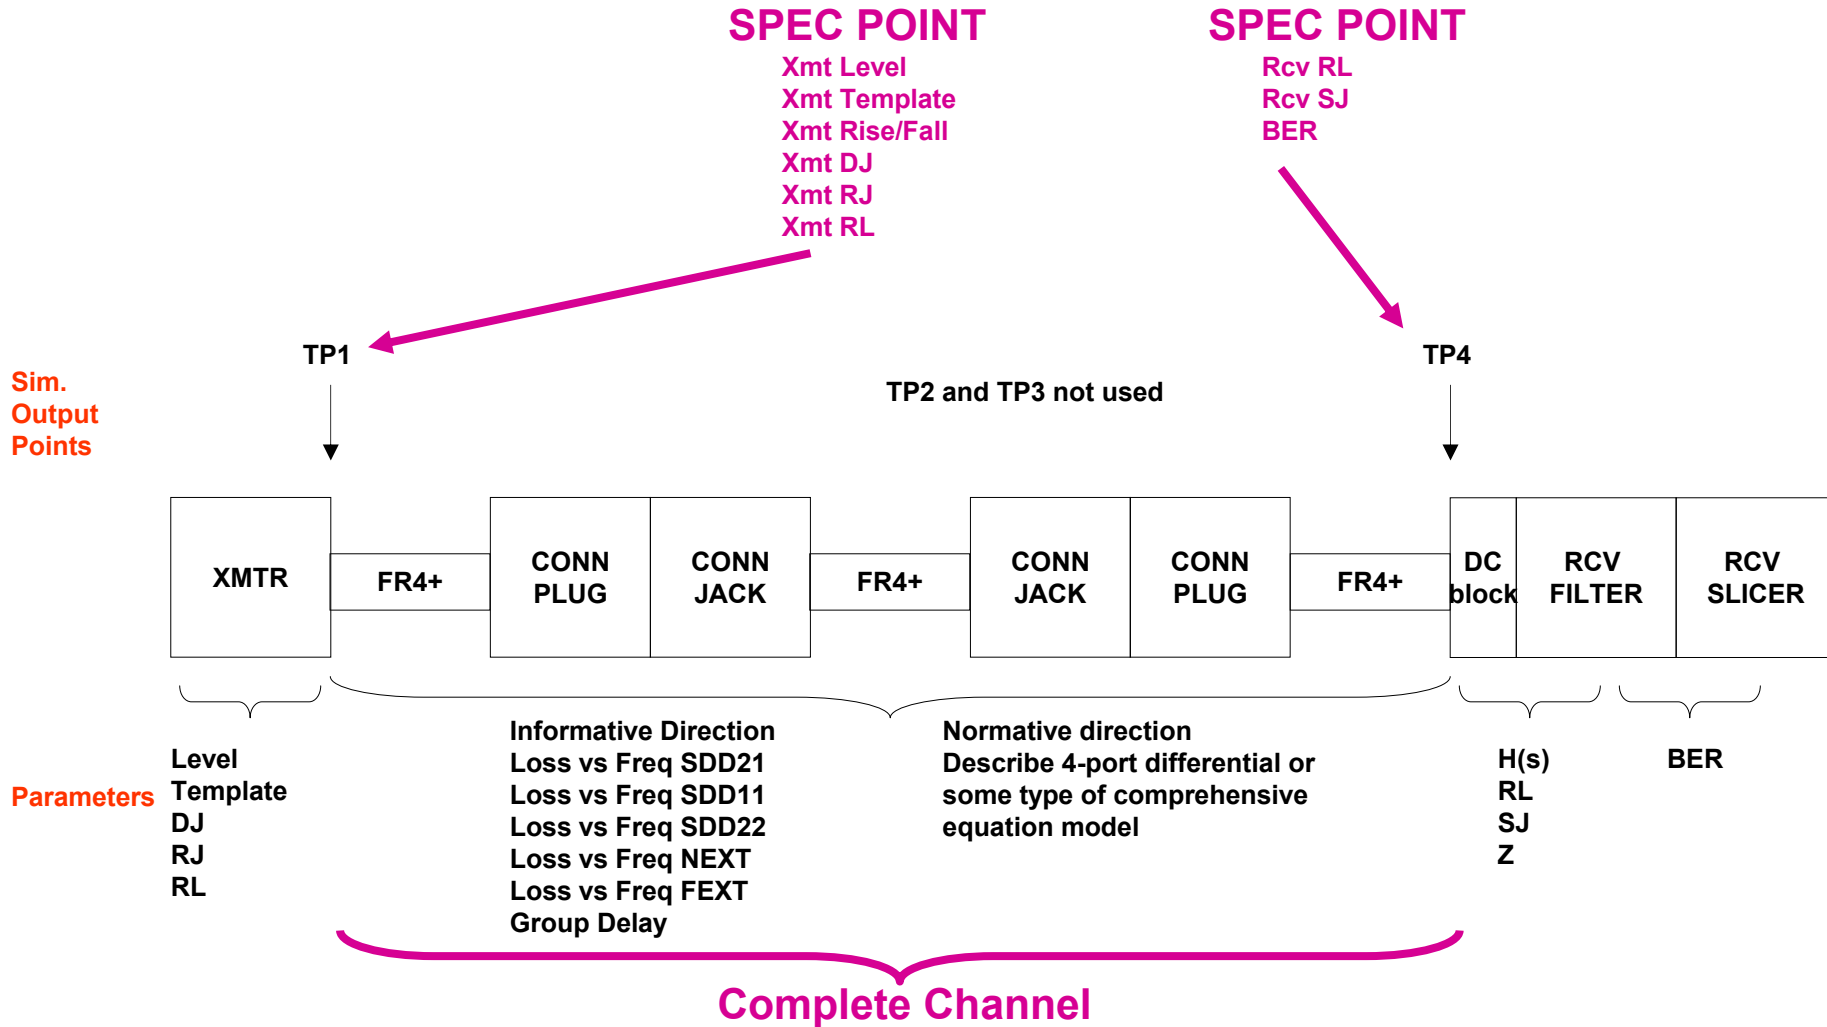 SPEC POINT
Xmt Level
Xmt Template
Xmt Rise/Fall
Xmt DJ
Xmt RJ
Xmt RL
SPEC POINT
Rcv RL
Rcv SJ
BER
Sim.
Output
Points
TP1
TP2 and TP3 not used
TP4
XMTR
FR4+
CONN
PLUG
CONN
JACK
FR4+
CONN
JACK
CONN
PLUG
FR4+
DC
block
RCV
FILTER
RCV
SLICER
Parameters
Level
Template
DJ
RJ
RL
Informative Direction
Loss vs Freq SDD21
Loss vs Freq SDD11
Loss vs Freq SDD22
Loss vs Freq NEXT
Loss vs Freq FEXT
Group Delay
Normative direction
Describe 4-port differential or
some type of comprehensive
equation model
H(s)
RL
SJ
Z
BER
Complete Channel